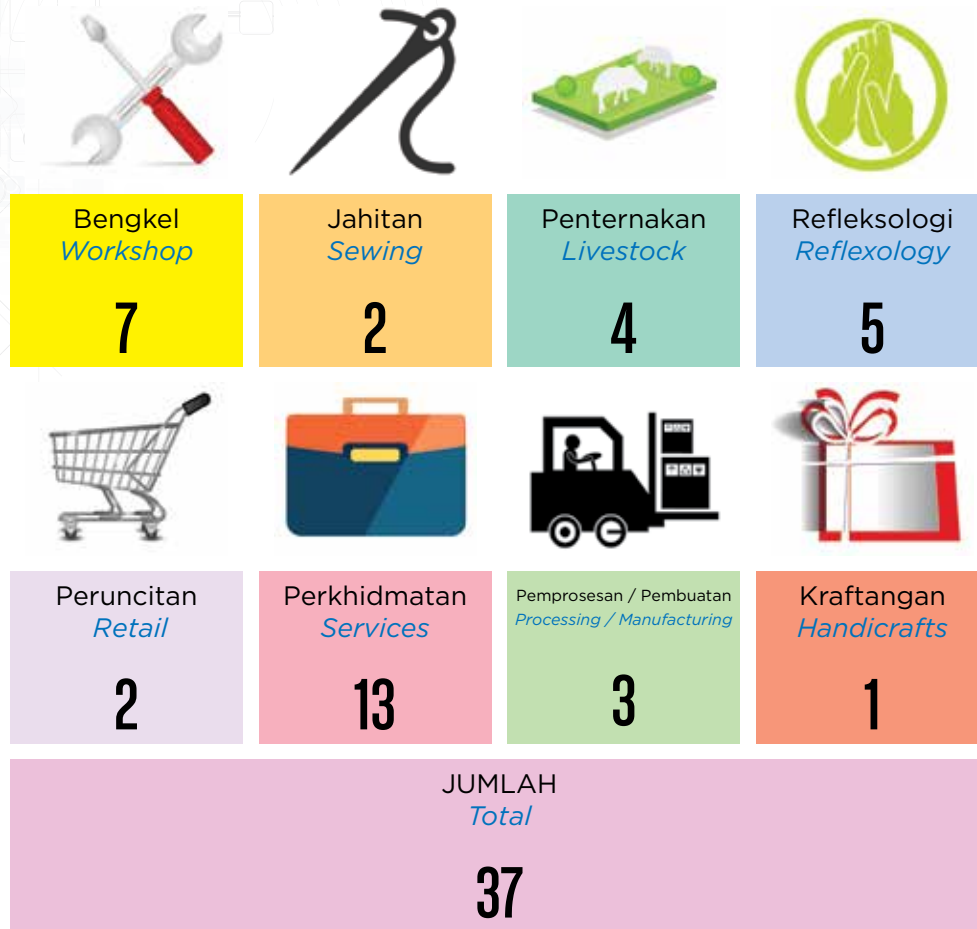 Bengkel
Workshop
7
Jahitan
Sewing
2
Penternakan
Livestock
4
Refleksologi
Reflexology
5
Peruncitan
Retail
2
Perkhidmatan
Services
13
Pemprosesan / Pembuatan
Processing / Manufacturing
3
Kraftangan
Handicrafts
1
JUMLAH
Total
37